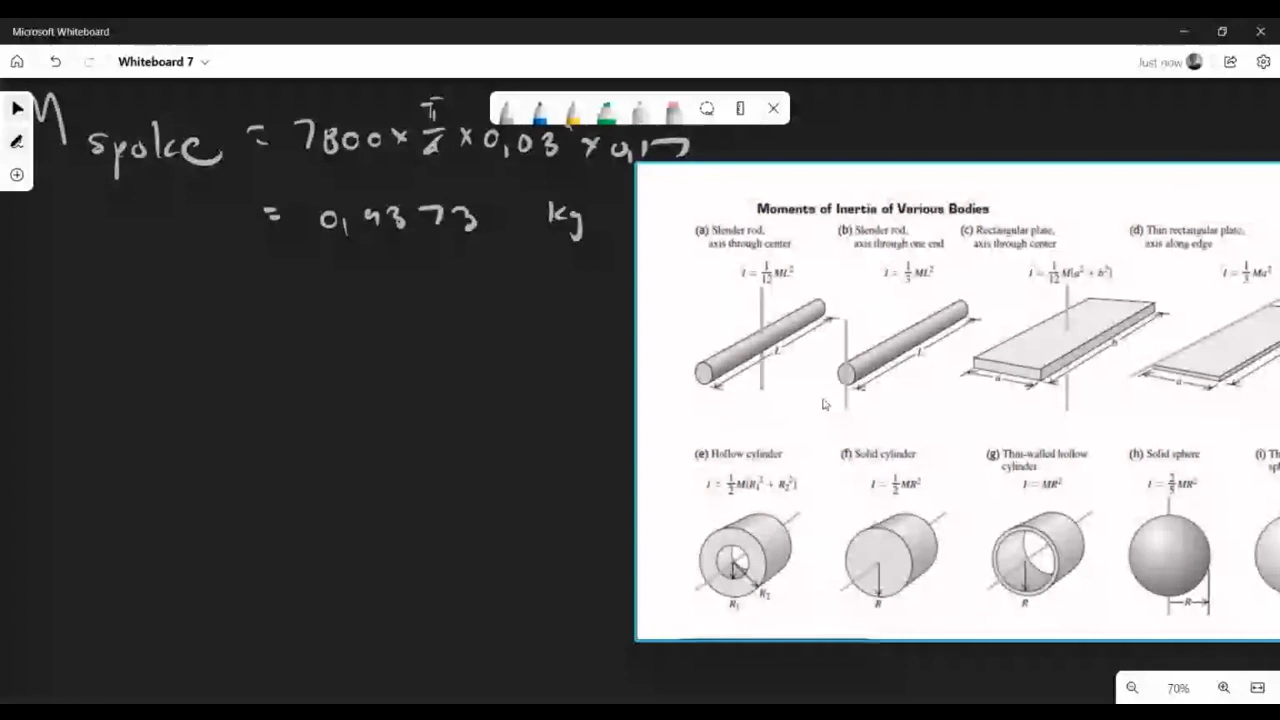 Microsoft Whiteboard
Whiteboard 7
Just now
M spoke = 7800 × π/4 × 0,03² × 0,17
= 0,9373 kg
Moments of Inertia of Various Bodies
(a) Slender rod, axis through center
I = 1/12 ML²
L
(b) Slender rod, axis through one end
I = 1/3 ML²
L
(c) Rectangular plate, axis through center
I = 1/12 M(a² + b²)
a
b
(d) Thin rectangular plate, axis along edge
I = 1/3 Ma²
a
(e) Hollow cylinder
I = 1/2 M(R₁² + R₂²)
R₁
R₂
(f) Solid cylinder
I = 1/2 MR²
R
(g) Thin-walled hollow cylinder
I = MR²
R
(h) Solid sphere
I = 2/5 MR²
R
(i) Th
sp
70%